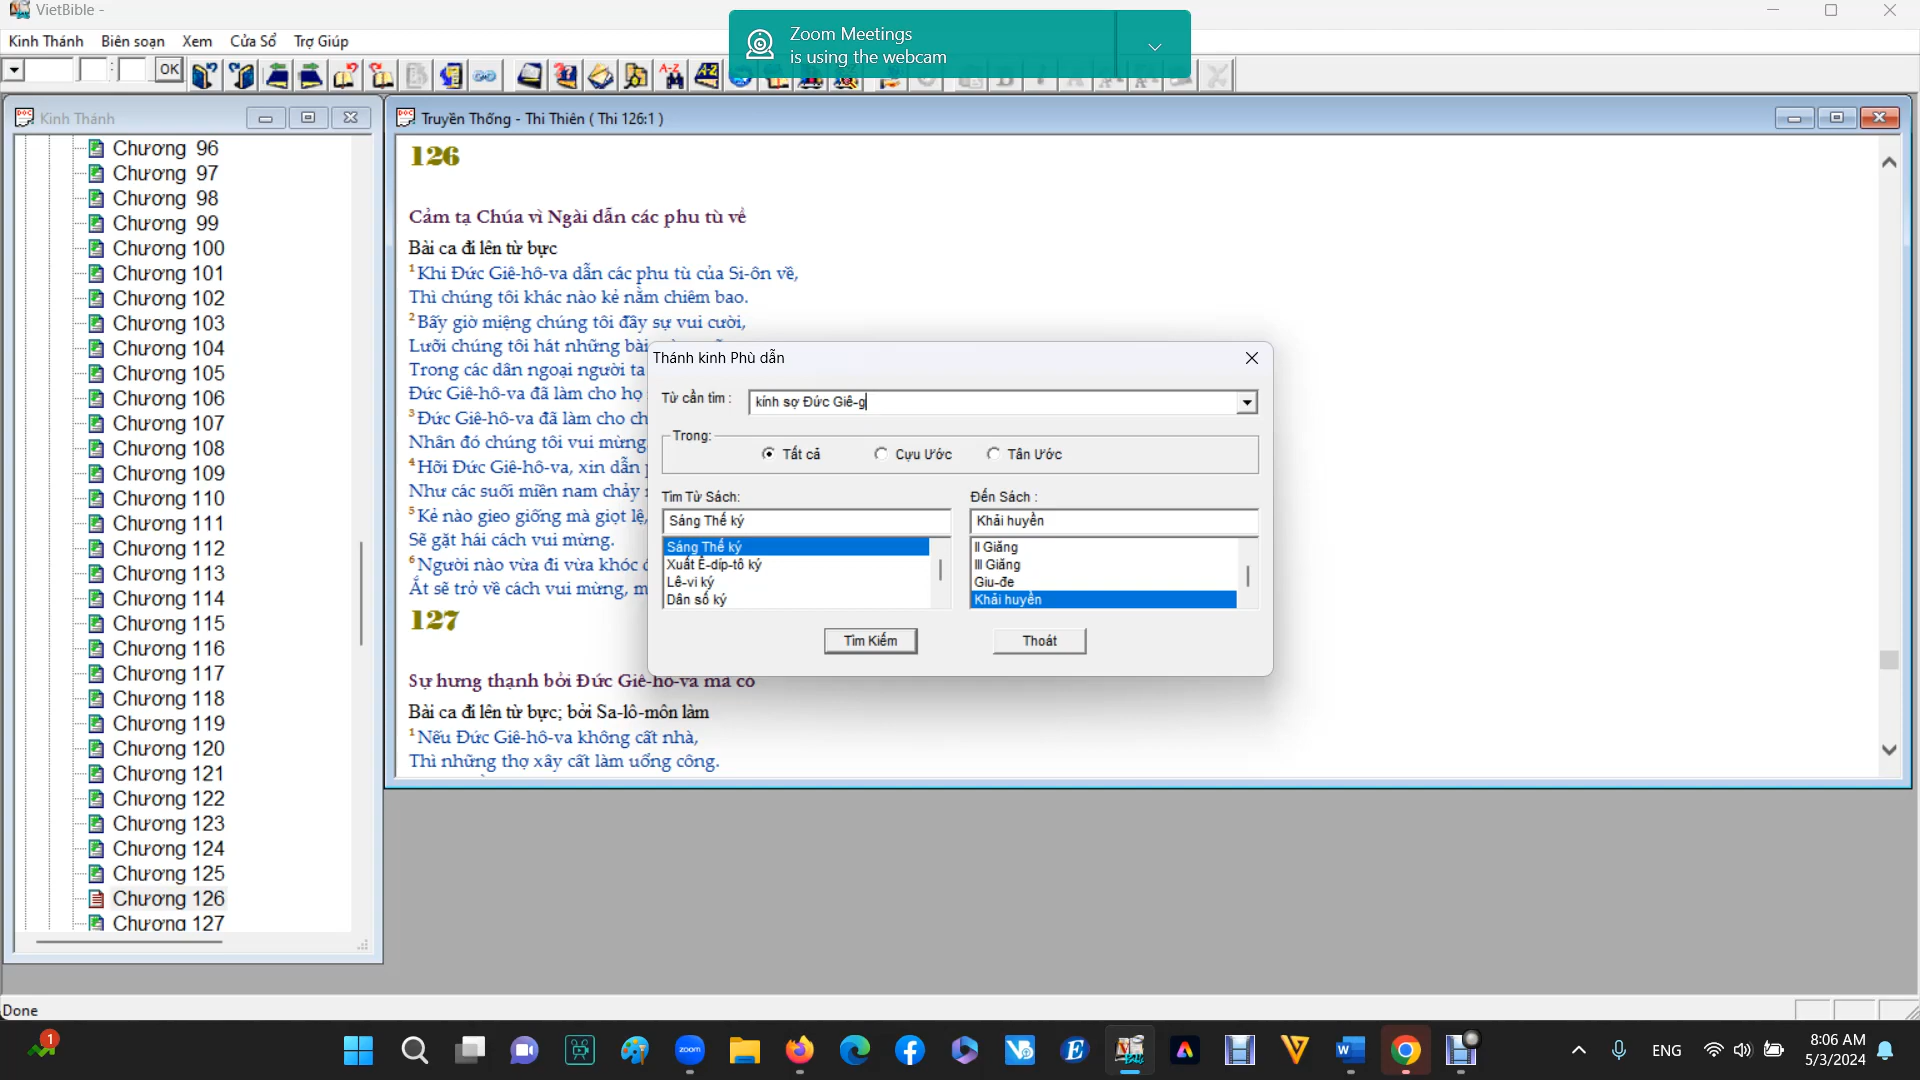 VietBible -
Zoom Meetings
is using the webcam
Kinh Thánh Biên soạn Xem Cửa Sổ Trợ Giúp
: OK
Kinh Thánh
Chương 96
Chương 97
Chương 98
Chương 99
Chương 100
Chương 101
Chương 102
Chương 103
Chương 104
Chương 105
Chương 106
Chương 107
Chương 108
Chương 109
Chương 110
Chương 111
Chương 112
Chương 113
Chương 114
Chương 115
Chương 116
Chương 117
Chương 118
Chương 119
Chương 120
Chương 121
Chương 122
Chương 123
Chương 124
Chương 125
Chương 126
Chương 127
Truyền Thống - Thi Thiên ( Thi 126:1 )
126
Cảm tạ Chúa vì Ngài dẫn các phu tù về
Bài ca đi lên từ bực
1 Khi Đức Giê-hô-va dẫn các phu tù của Si-ôn về,
Thì chúng tôi khác nào kẻ nằm chiêm bao.
2 Bấy giờ miệng chúng tôi đầy sự vui cười,
Lưỡi chúng tôi hát những bài
Trong các dân ngoại người ta
Đức Giê-hô-va đã làm cho họ
3 Đức Giê-hô-va đã làm cho ch
Nhân đó chúng tôi vui mừng
4 Hỡi Đức Giê-hô-va, xin dẫn p
Như các suối miền nam chảy
5 Kẻ nào gieo giống mà giọt lệ,
Sẽ gặt hái cách vui mừng.
6 Người nào vừa đi vừa khóc
Ắt sẽ trở về cách vui mừng, m
127
Sự hưng thạnh bởi Đức Giê-hô-va mà có
Bài ca đi lên từ bực; bởi Sa-lô-môn làm
1 Nếu Đức Giê-hô-va không cất nhà,
Thì những thợ xây cất làm uổng công.
Thánh kinh Phù dẫn
Từ cần tìm : kính sợ Đức Giê-g
Trong:
Tất cả Cựu Ước Tân Ước
Tìm Từ Sách: Đến Sách :
Sáng Thế ký Khải huyền
Sáng Thế ký II Giăng
Xuất Ê-díp-tô ký III Giăng
Lê-vi ký Giu-đe
Dân số ký Khải huyền
Tìm Kiếm Thoát
Done
1
zoom
ENG
8:06 AM
5/3/2024